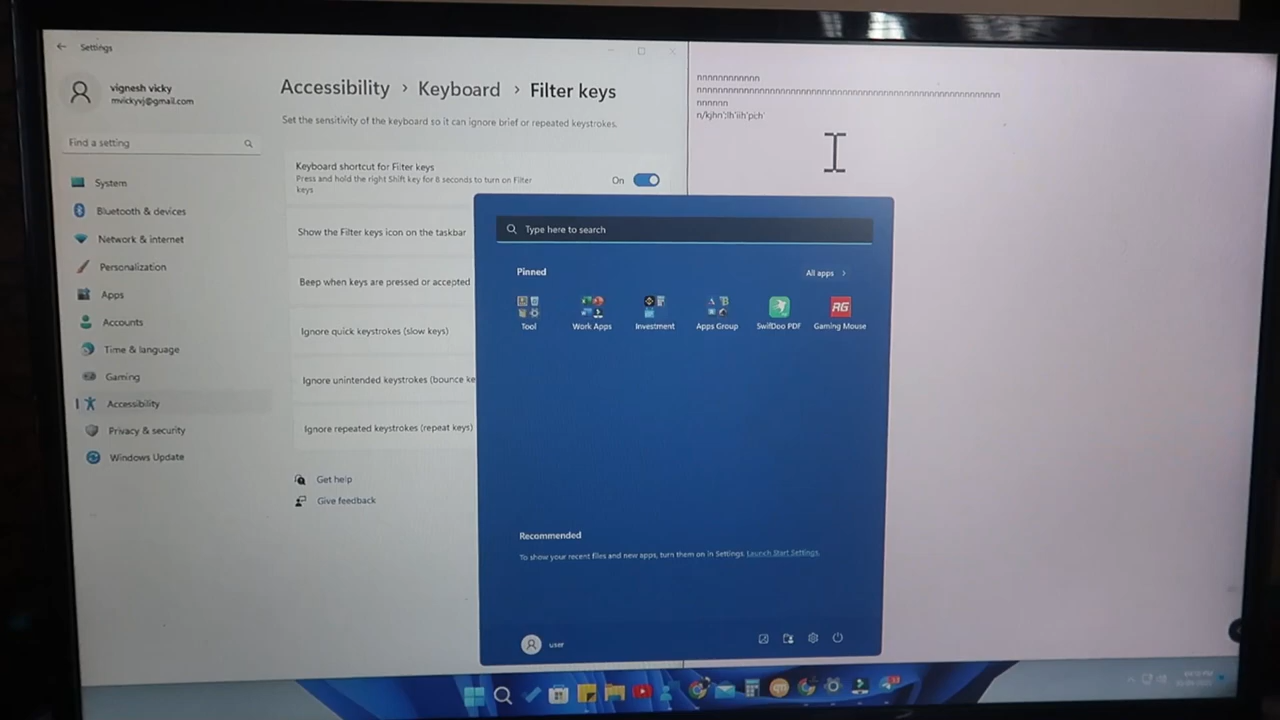 Settings
vignesh vicky
mvickyvj@gmail.com
Find a setting
System
Bluetooth & devices
Network & internet
Personalization
Apps
Accounts
Time & language
Gaming
Accessibility
Privacy & security
Windows Update
Accessibility > Keyboard > Filter keys
Set the sensitivity of the keyboard so it can ignore brief or repeated keystrokes.
Keyboard shortcut for Filter keys
Press and hold the right Shift key for 8 seconds to turn on Filter
keys
On
Show the Filter keys icon on the taskbar
Beep when keys are pressed or accepted
Ignore quick keystrokes (slow keys)
Ignore unintended keystrokes (bounce ke
Ignore repeated keystrokes (repeat keys)
Get help
Give feedback
nnnnnnnnnnnn
nnnnnn
Type here to search
Pinned
All apps >
Tool
Work Apps
Investment
Apps Group
SwifDoo PDF
RG
Gaming Mouse
Recommended
To show your recent files and new apps, turn them on in Settings. Launch Start Settings.
user